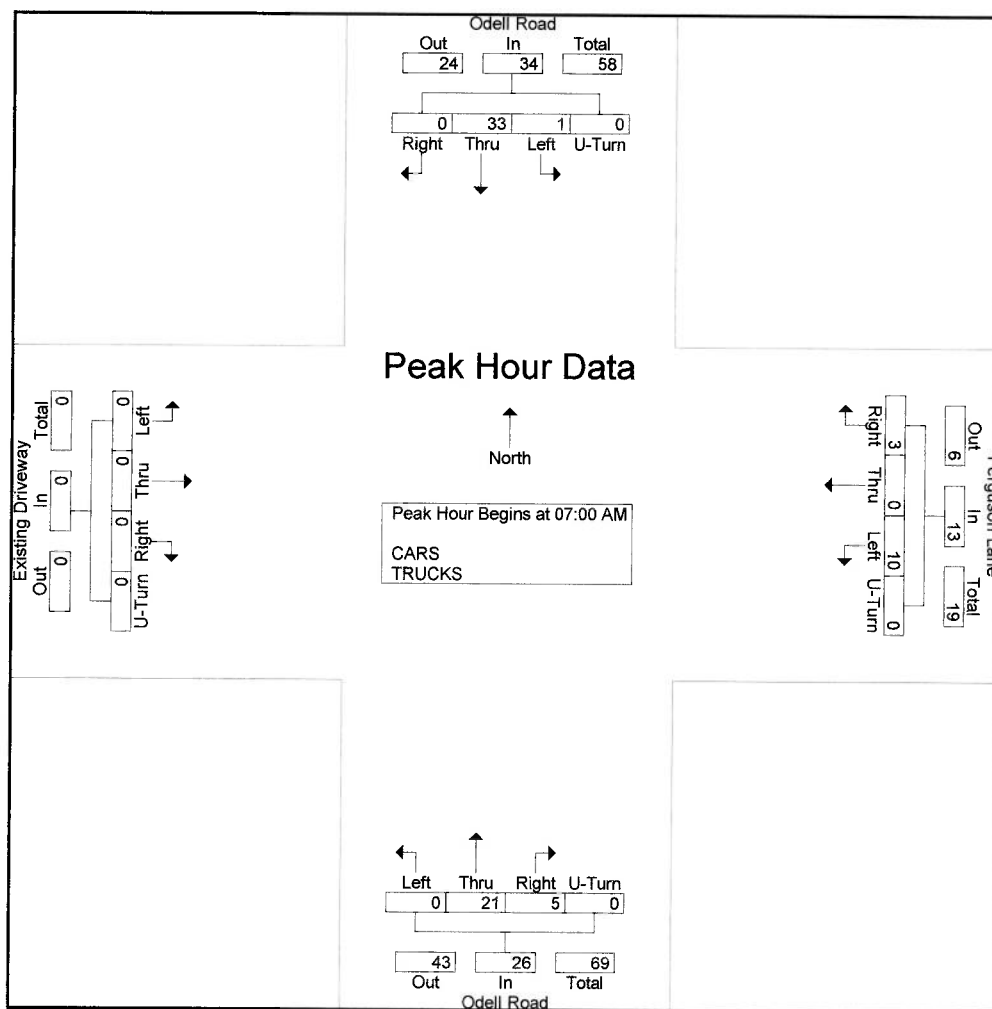 Odell Road
Out In Total
24 34 58
0 33 1 0
Right Thru Left U-Turn
Peak Hour Data
North
Peak Hour Begins at 07:00 AM
CARS
TRUCKS
Existing Driveway
Out In Total
0 0 0
0 0 0 0
U-Turn Right Thru Left
Lane
Out In Total
6 13 19
3 0 10 0
Right Thru Left U-Turn
Left Thru Right U-Turn
0 21 5 0
43 26 69
Out In Total
Odell Road